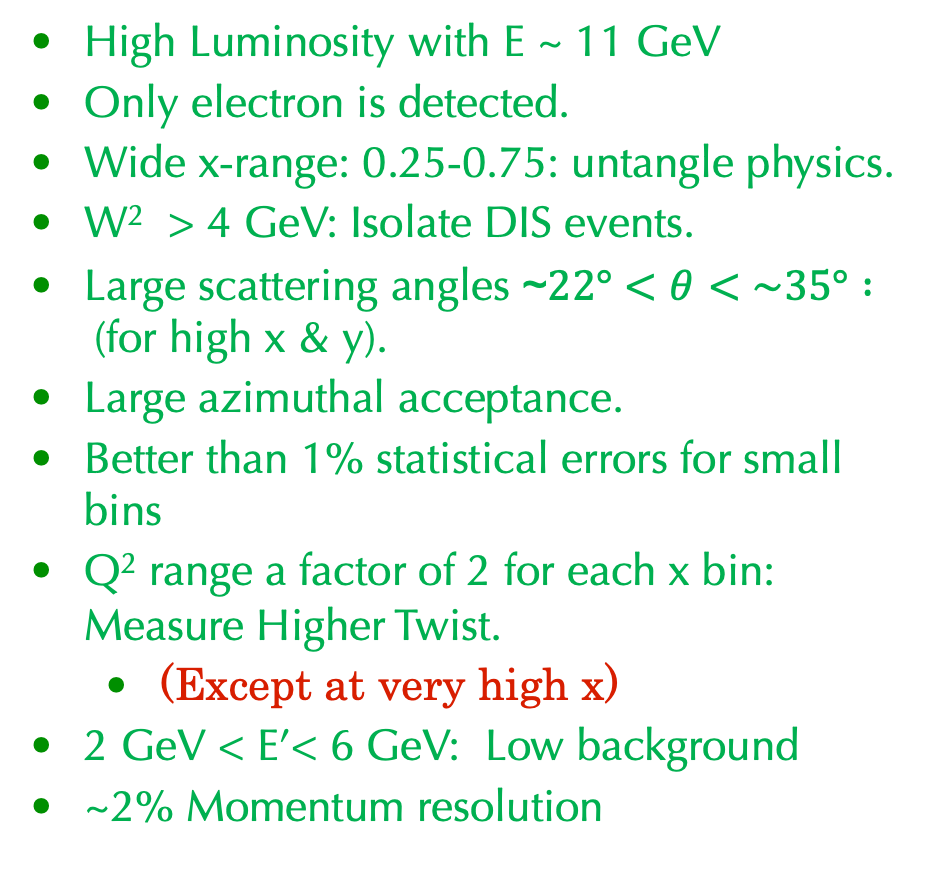 • High Luminosity with E ~ 11 GeV
• Only electron is detected.
• Wide x-range: 0.25-0.75: untangle physics.
• W² > 4 GeV: Isolate DIS events.
• Large scattering angles ~22° < θ < ~35° :
(for high x & y).
• Large azimuthal acceptance.
• Better than 1% statistical errors for small
bins
• Q² range a factor of 2 for each x bin:
Measure Higher Twist.
• (Except at very high x)
• 2 GeV < E′< 6 GeV: Low background
• ~2% Momentum resolution